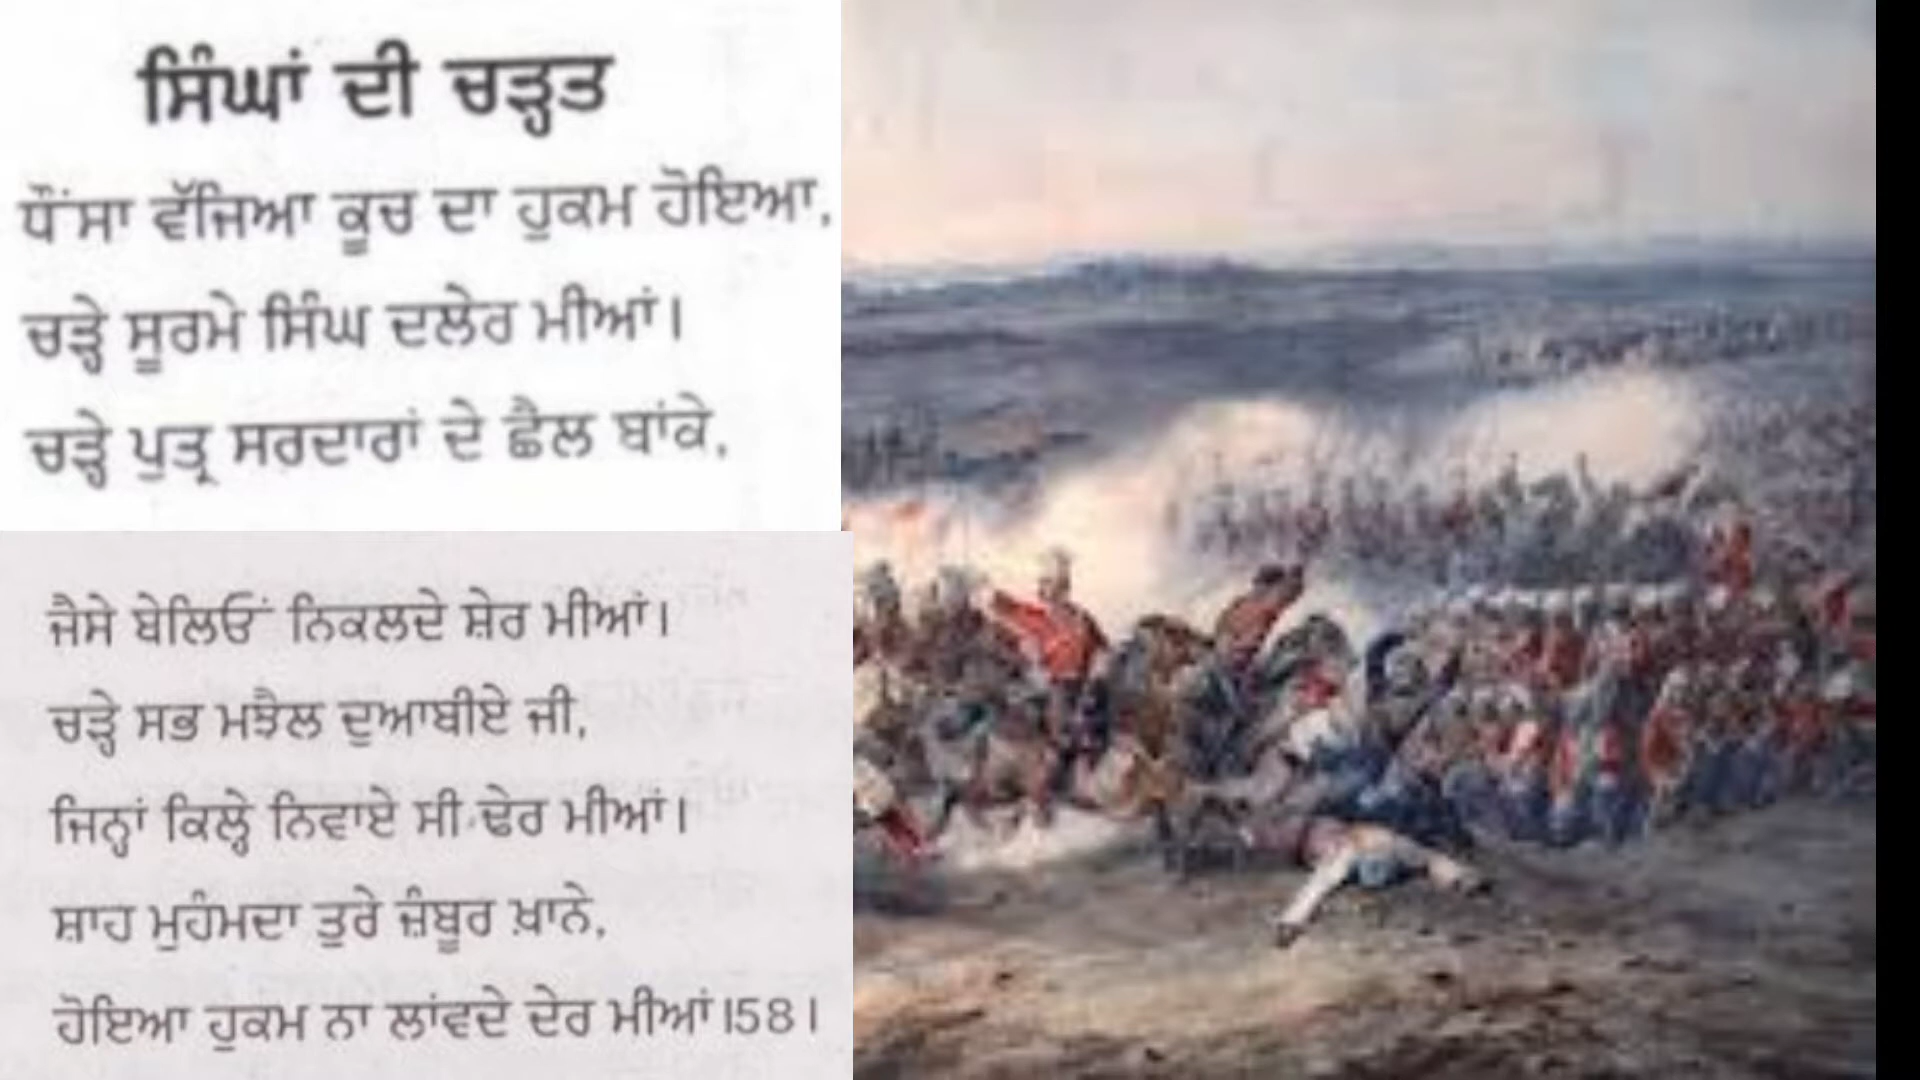 ਸਿੰਘਾਂ ਦੀ ਚੜ੍ਹਤ
ਧੌਂਸਾ ਵੱਜਿਆ ਕੂਚ ਦਾ ਹੁਕਮ ਹੋਇਆ,
ਚੜ੍ਹੇ ਸੂਰਮੇ ਸਿੰਘ ਦਲੇਰ ਮੀਆਂ।
ਚੜ੍ਹੇ ਪੁਤ੍ਰ ਸਰਦਾਰਾਂ ਦੇ ਛੈਲ ਬਾਂਕੇ,
ਜੈਸੇ ਬੇਲਿਓਂ ਨਿਕਲਦੇ ਸ਼ੇਰ ਮੀਆਂ।
ਚੜ੍ਹੇ ਸਭ ਮਝੈਲ ਦੁਆਬੀਏ ਜੀ,
ਜਿਨ੍ਹਾਂ ਕਿਲ੍ਹੇ ਨਿਵਾਏ ਸੀ ਢੇਰ ਮੀਆਂ।
ਸ਼ਾਹ ਮੁਹੰਮਦਾ ਤੁਰੇ ਜ਼ੰਬੂਰ ਖ਼ਾਨੇ,
ਹੋਇਆ ਹੁਕਮ ਨਾ ਲਾਂਵਦੇ ਦੇਰ ਮੀਆਂ।58।